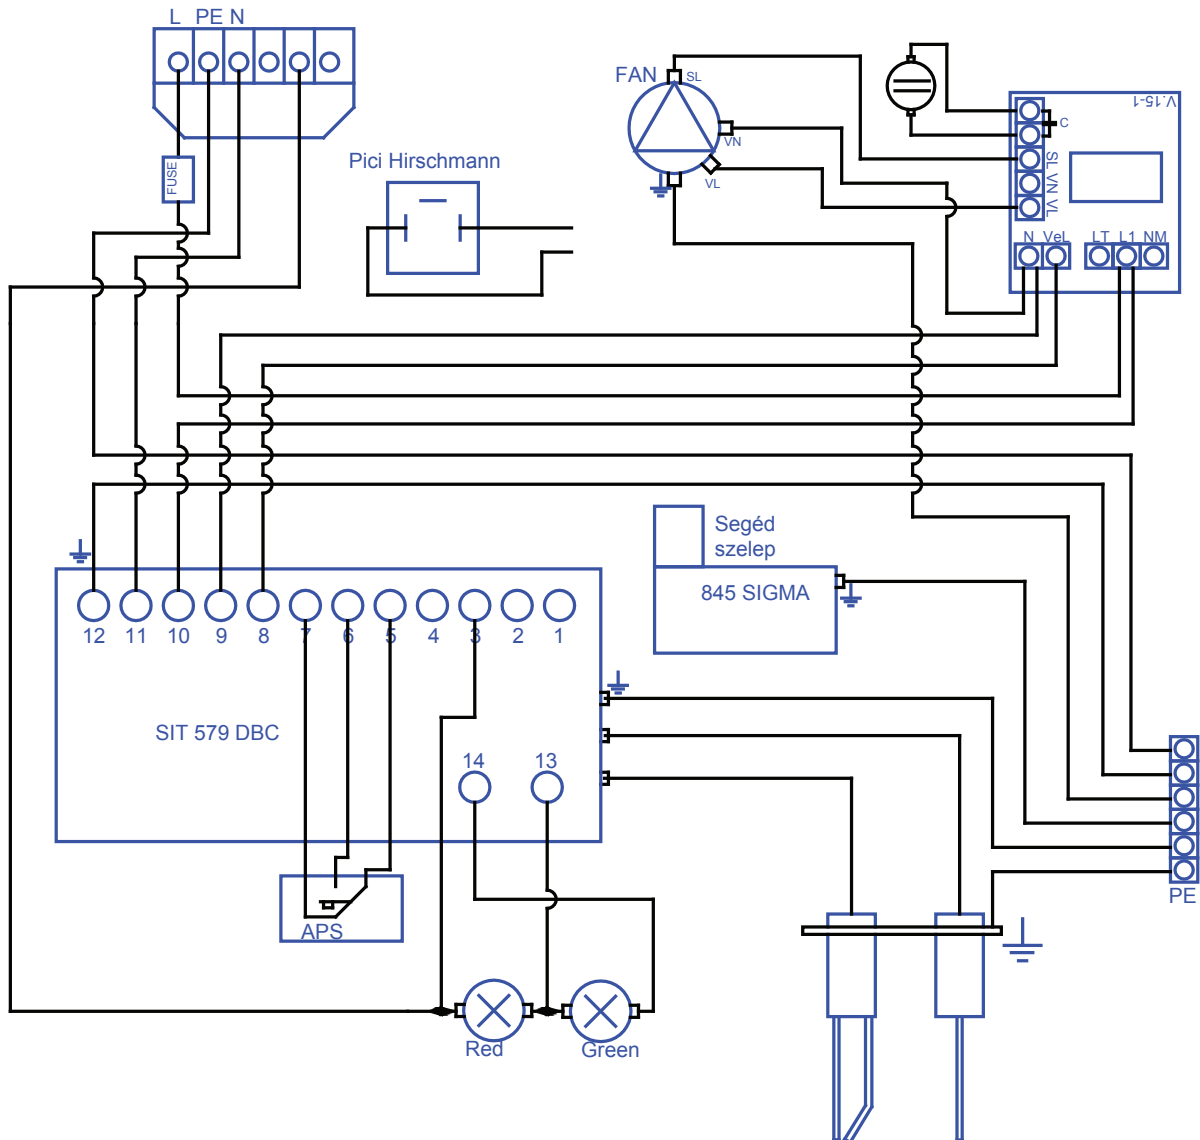 L PE N
FUSE
Pici Hirschmann
FAN
SL
VN
VL
V.15-1
C
SL VN VL
N VeL LT L1 NM
Segéd
szelep
845 SIGMA
12 11 10 9 8 7 6 5 4 3 2 1
SIT 579 DBC
14 13
APS
Red
Green
PE